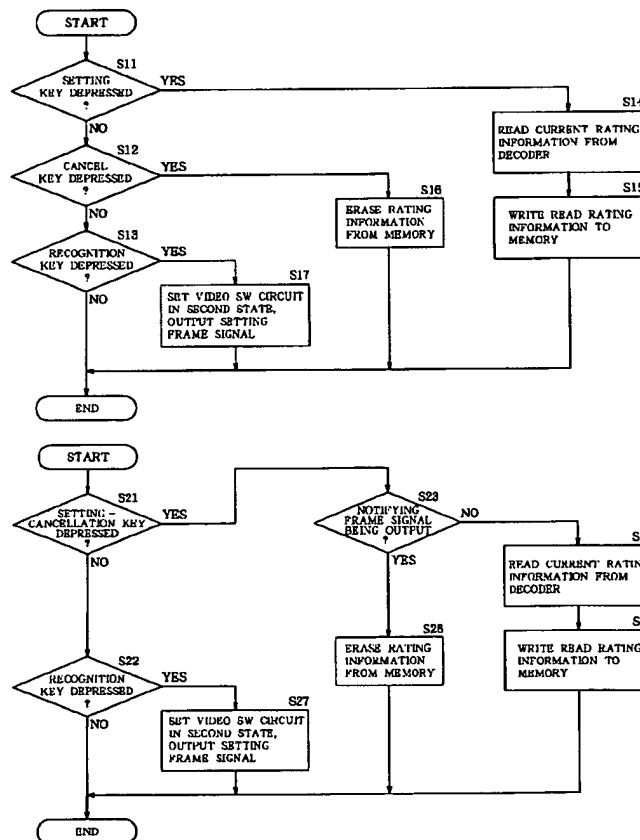 START
S11
SETTING
KEY DEPRESSED
?
YES
NO
S14
READ CURRENT RATING
INFORMATION FROM
DECODER
S12
CANCEL
KEY DEPRESSED
?
YES
NO
S16
ERASE RATING
INFORMATION
FROM MEMORY
S15
WRITE READ RATING
INFORMATION TO
MEMORY
S13
RECOGNITION
KEY DEPRESSED
?
YES
NO
S17
SET VIDEO SW CIRCUIT
IN SECOND STATE,
OUTPUT SETTING
FRAME SIGNAL
END
START
S21
SETTING -
CANCELLATION KEY
DEPRESSED
?
YES
NO
S23
NOTIFYING
FRAME SIGNAL
BEING OUTPUT
?
NO
YES
READ CURRENT RATING
INFORMATION FROM
DECODER
S22
RECOGNITION
KEY DEPRESSED
?
YES
NO
ERASE RATING
INFORMATION
FROM MEMORY
WRITE READ RATING
INFORMATION TO
MEMORY
S27
SET VIDEO SW CIRCUIT
IN SECOND STATE,
OUTPUT SETTING
FRAME SIGNAL
END